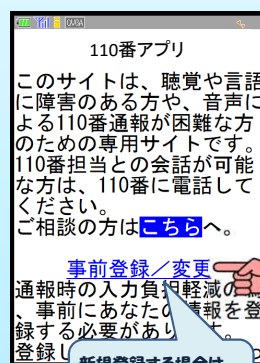 QVGA
110番アプリ
このサイトは、聴覚や言語
に障害のある方や、音声に
よる110番通報が困難な方
のための専用サイトです。
110番担当との会話が可能
な方は、110番に電話して
ください。
ご相談の方はこちらへ。
事前登録／変更
通報時の入力負担軽減の
、事前にあなたの情報を登
録する必要があり
登録し
新規登録する場合は